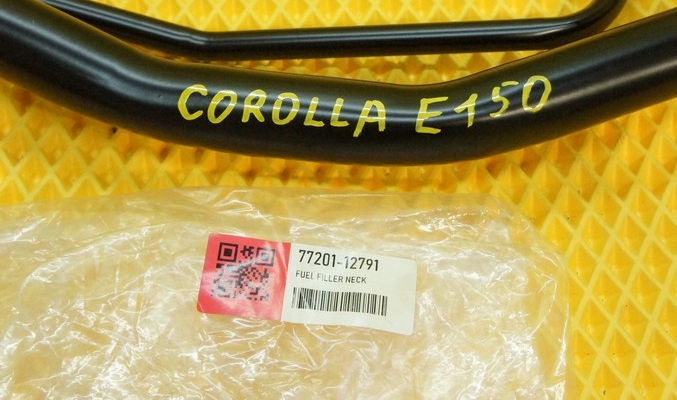 COROLLA E150
77201-12791
FUEL FILLER NECK